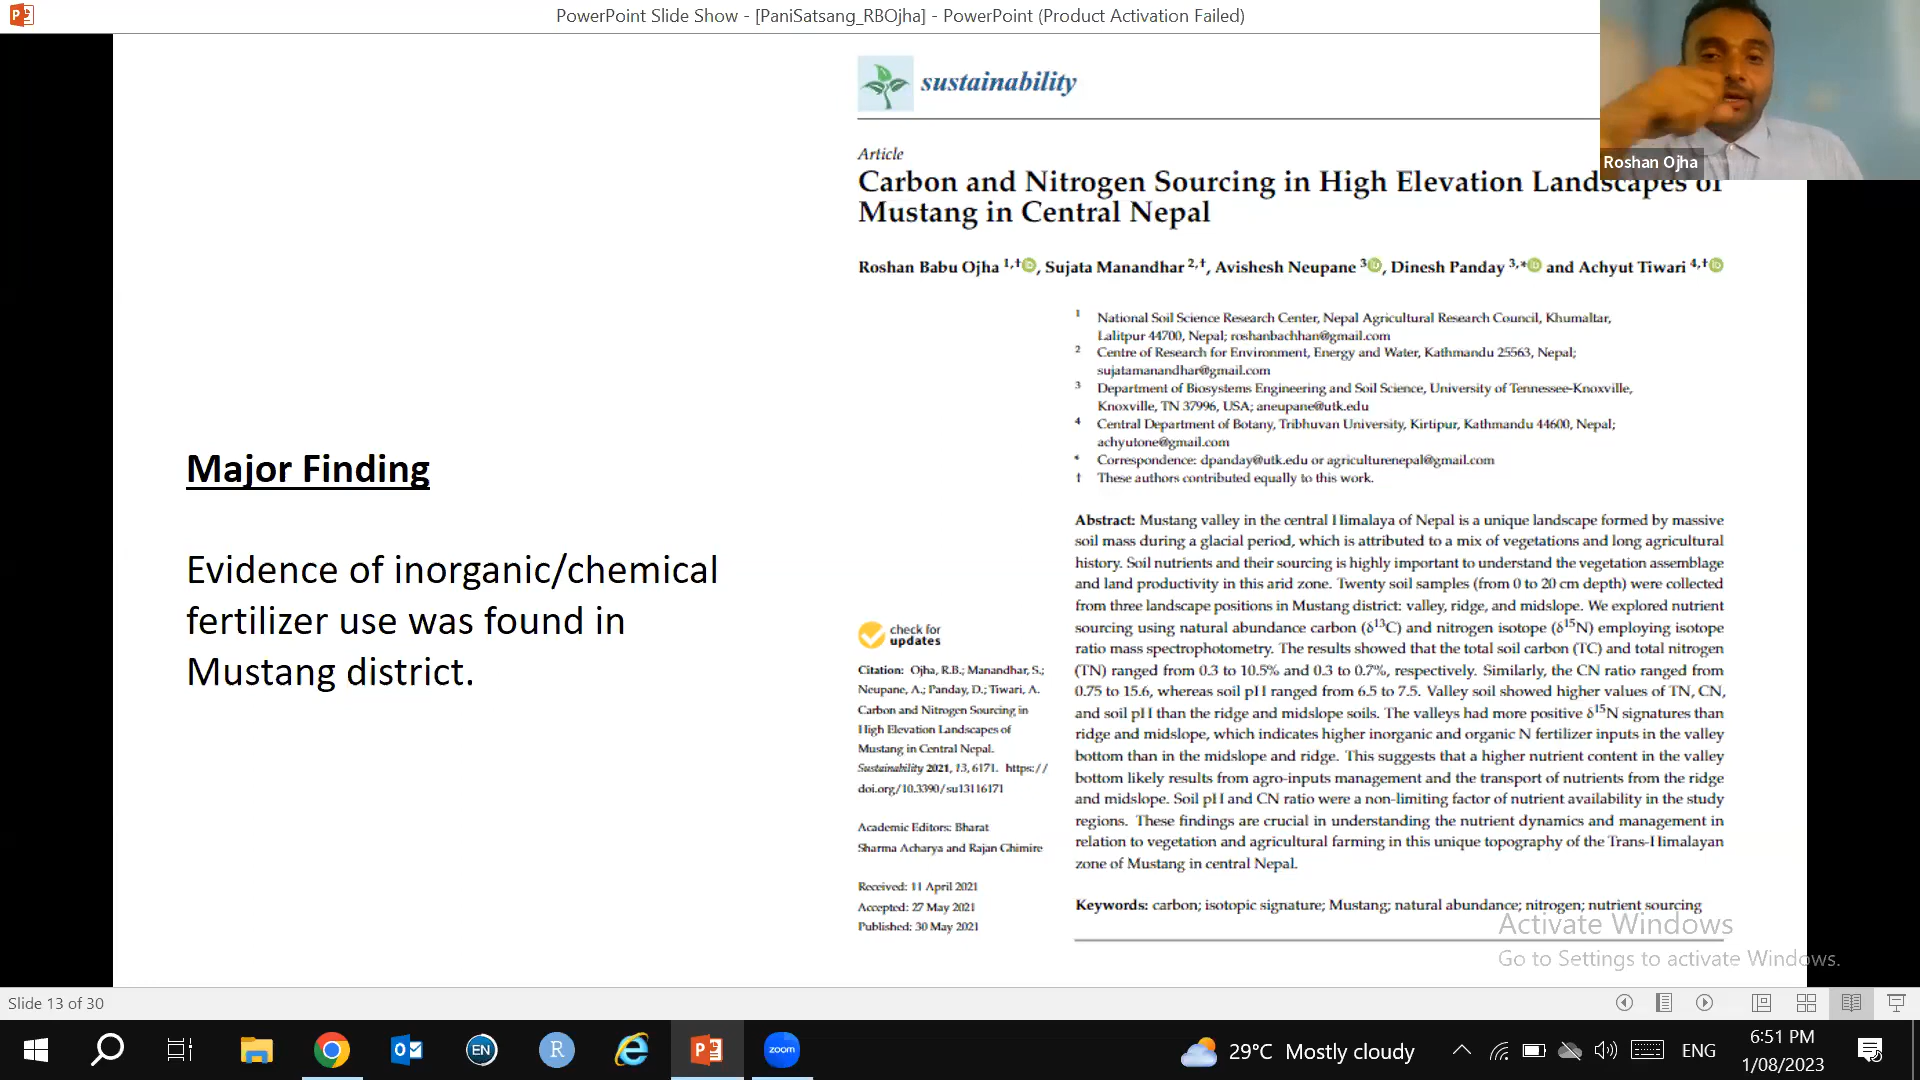 PowerPoint Slide Show - [PaniSatsang_RBOjha] - PowerPoint (Product Activation Failed)
Roshan Ojha
sustainability
Article
Carbon and Nitrogen Sourcing in High Elevation Landscapes of
Mustang in Central Nepal
Roshan Babu Ojha 1,†, Sujata Manandhar 2,†, Avishesh Neupane 3, Dinesh Panday 3,* and Achyut Tiwari 4,†
1 National Soil Science Research Center, Nepal Agricultural Research Council, Khumaltar,
Lalitpur 44700, Nepal; roshanbachhan@gmail.com
2 Centre of Research for Environment, Energy and Water, Kathmandu 25563, Nepal;
sujatamanandhar@gmail.com
3 Department of Biosystems Engineering and Soil Science, University of Tennessee-Knoxville,
Knoxville, TN 37996, USA; aneupane@utk.edu
4 Central Department of Botany, Tribhuvan University, Kirtipur, Kathmandu 44600, Nepal;
achyutone@gmail.com
* Correspondence: dpanday@utk.edu or agriculturenepal@gmail.com
† These authors contributed equally to this work.
Major Finding
Evidence of inorganic/chemical
fertilizer use was found in
Mustang district.
Abstract: Mustang valley in the central Himalaya of Nepal is a unique landscape formed by massive
soil mass during a glacial period, which is attributed to a mix of vegetations and long agricultural
history. Soil nutrients and their sourcing is highly important to understand the vegetation assemblage
and land productivity in this arid zone. Twenty soil samples (from 0 to 20 cm depth) were collected
from three landscape positions in Mustang district: valley, ridge, and midslope. We explored nutrient
sourcing using natural abundance carbon (δ13C) and nitrogen isotope (δ15N) employing isotope
ratio mass spectrophotometry. The results showed that the total soil carbon (TC) and total nitrogen
(TN) ranged from 0.3 to 10.5% and 0.3 to 0.7%, respectively. Similarly, the CN ratio ranged from
0.75 to 15.6, whereas soil pH ranged from 6.5 to 7.5. Valley soil showed higher values of TN, CN,
and soil pH than the ridge and midslope soils. The valleys had more positive δ15N signatures than
ridge and midslope, which indicates higher inorganic and organic N fertilizer inputs in the valley
bottom than in the midslope and ridge. This suggests that a higher nutrient content in the valley
bottom likely results from agro-inputs management and the transport of nutrients from the ridge
and midslope. Soil pH and CN ratio were a non-limiting factor of nutrient availability in the study
regions. These findings are crucial in understanding the nutrient dynamics and management in
relation to vegetation and agricultural farming in this unique topography of the Trans-Himalayan
zone of Mustang in central Nepal.
Keywords: carbon; isotopic signature; Mustang; natural abundance; nitrogen; nutrient sourcing
check for
updates
Citation: Ojha, R.B.; Manandhar, S.;
Neupane, A.; Panday, D.; Tiwari, A.
Carbon and Nitrogen Sourcing in
High Elevation Landscapes of
Mustang in Central Nepal.
Sustainability 2021, 13, 6171. https://
doi.org/10.3390/su13116171
Academic Editors: Bharat
Sharma Acharya and Rajan Ghimire
Received: 11 April 2021
Accepted: 27 May 2021
Published: 30 May 2021
Activate Windows
Go to Settings to activate Windows.
Slide 13 of 30
EN
R
zoom
29°C Mostly cloudy
ENG
6:51 PM
1/08/2023